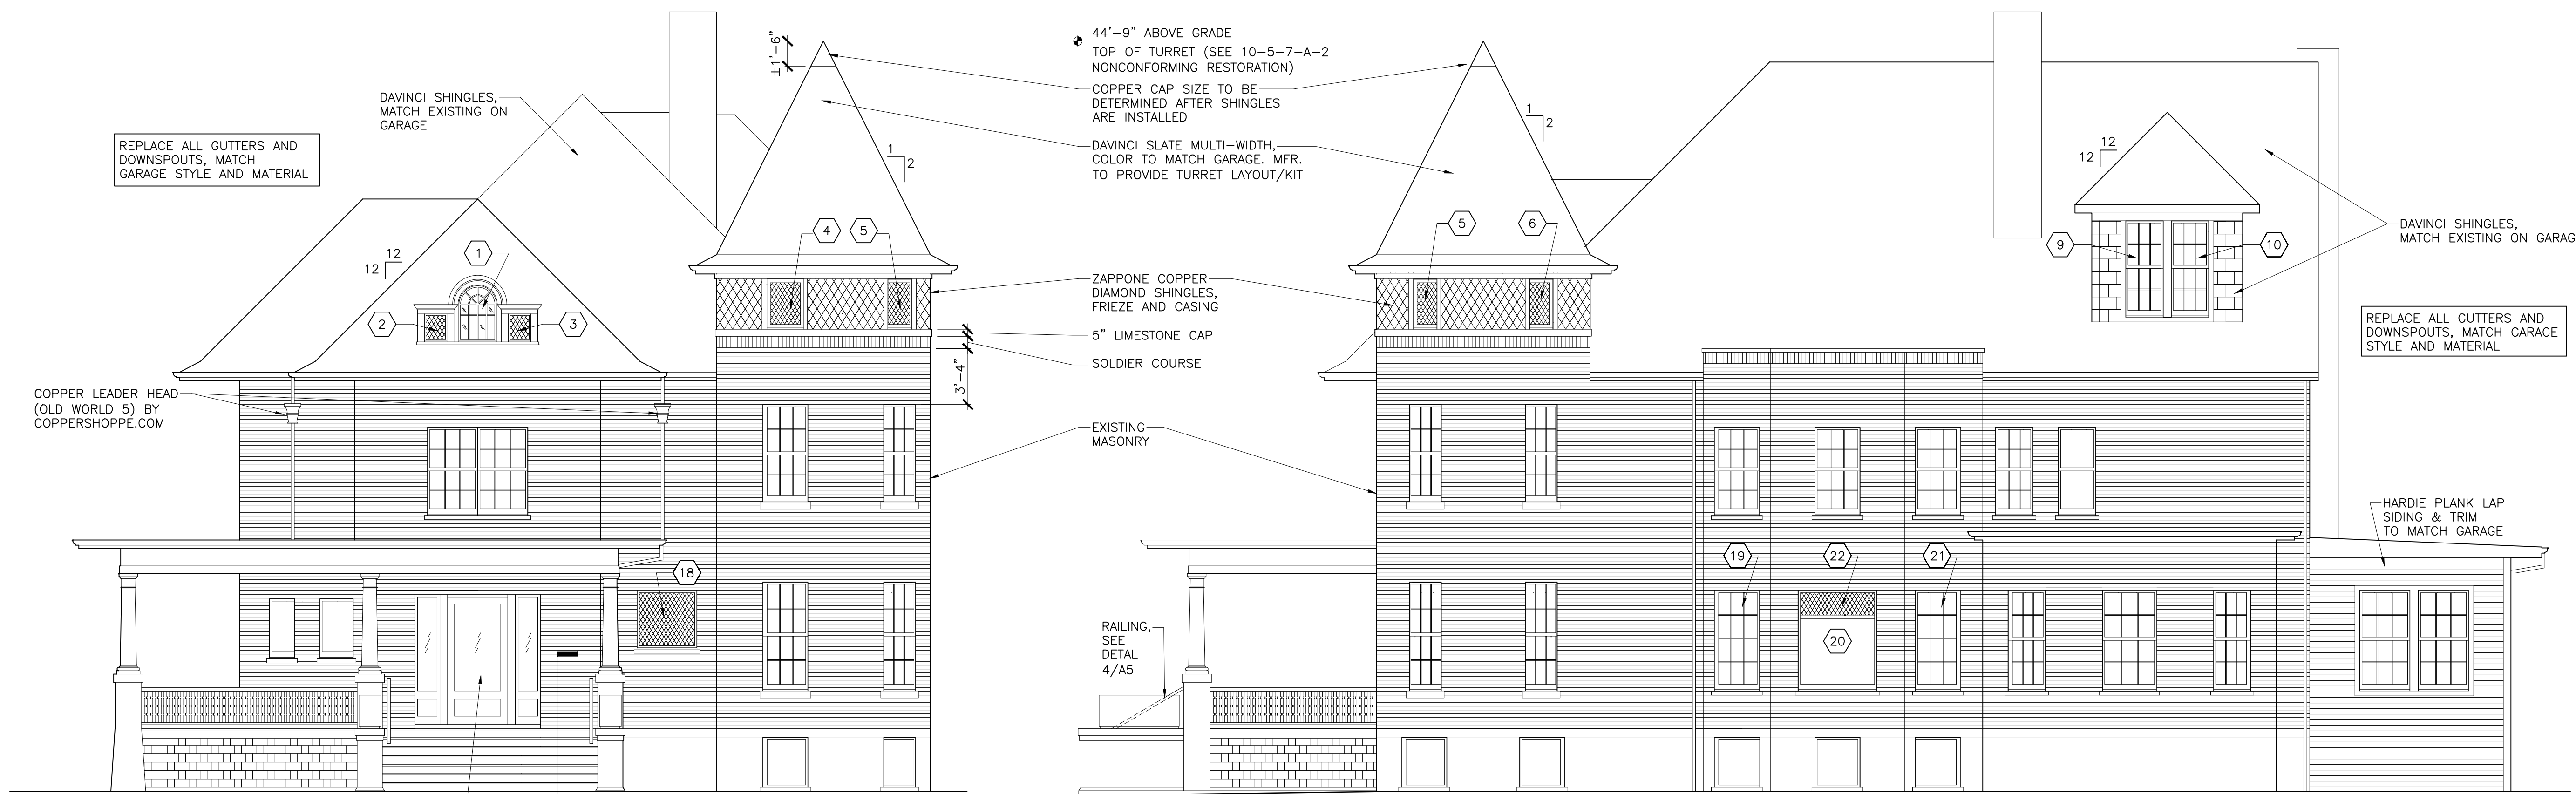 ±1'-6"
DAVINCI SHINGLES,
MATCH EXISTING ON
GARAGE
REPLACE ALL GUTTERS AND
DOWNSPOUTS, MATCH
GARAGE STYLE AND MATERIAL
1
2
12
12
1
2
3
4
5
COPPER LEADER HEAD
(OLD WORLD 5) BY
COPPERSHOPPE.COM
3'-4"
18
44'-9" ABOVE GRADE
TOP OF TURRET (SEE 10-5-7-A-2
NONCONFORMING RESTORATION)
COPPER CAP SIZE TO BE
DETERMINED AFTER SHINGLES
ARE INSTALLED
DAVINCI SLATE MULTI-WIDTH,
COLOR TO MATCH GARAGE. MFR.
TO PROVIDE TURRET LAYOUT/KIT
ZAPPONE COPPER
DIAMOND SHINGLES,
FRIEZE AND CASING
5" LIMESTONE CAP
SOLDIER COURSE
EXISTING
MASONRY
RAILING,
SEE
DETAL
4/A5
1
2
5
6
12
12
9
10
DAVINCI SHINGLES,
MATCH EXISTING ON GARAG
REPLACE ALL GUTTERS AND
DOWNSPOUTS, MATCH GARAGE
STYLE AND MATERIAL
HARDIE PLANK LAP
SIDING & TRIM
TO MATCH GARAGE
19
22
21
20